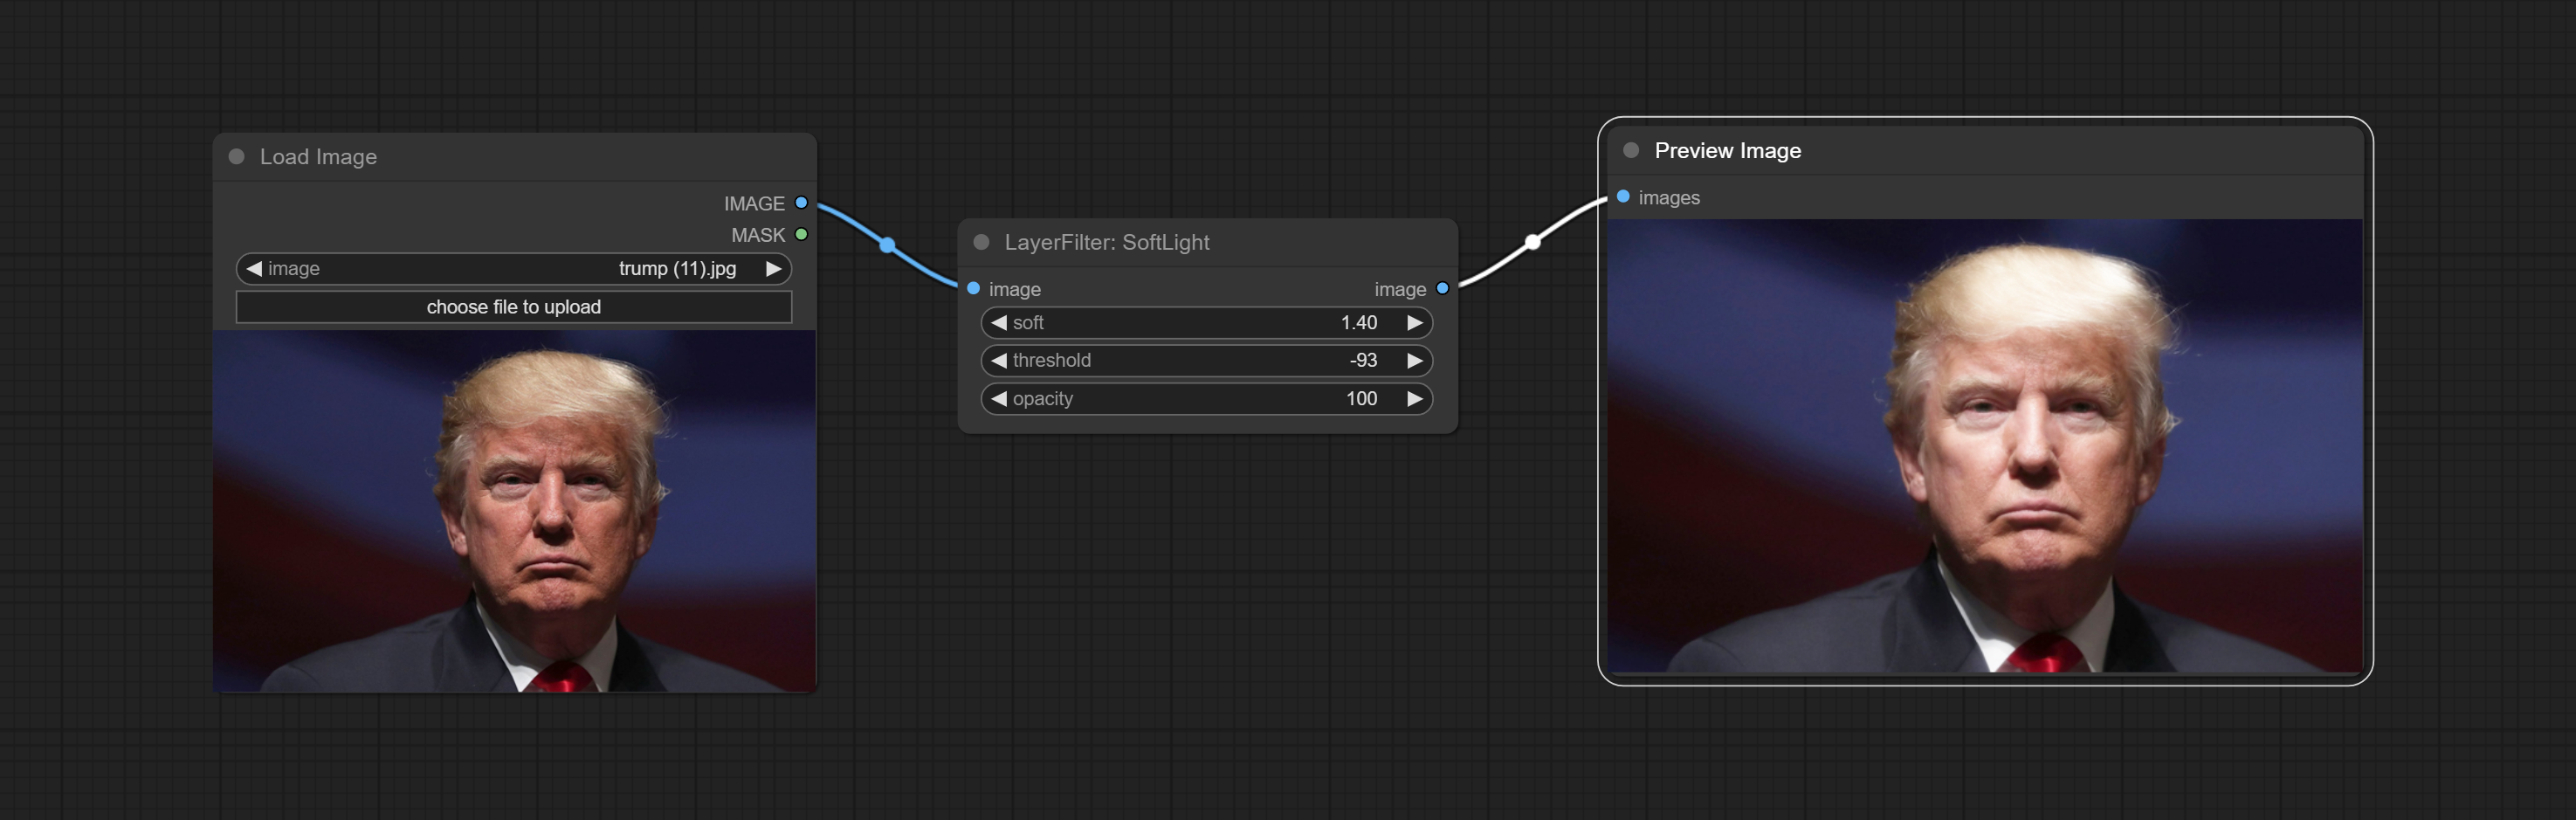 Load Image
IMAGE
MASK
image trump (11).jpg
choose file to upload
LayerFilter: SoftLight
image image
soft 1.40
threshold -93
opacity 100
Preview Image
images